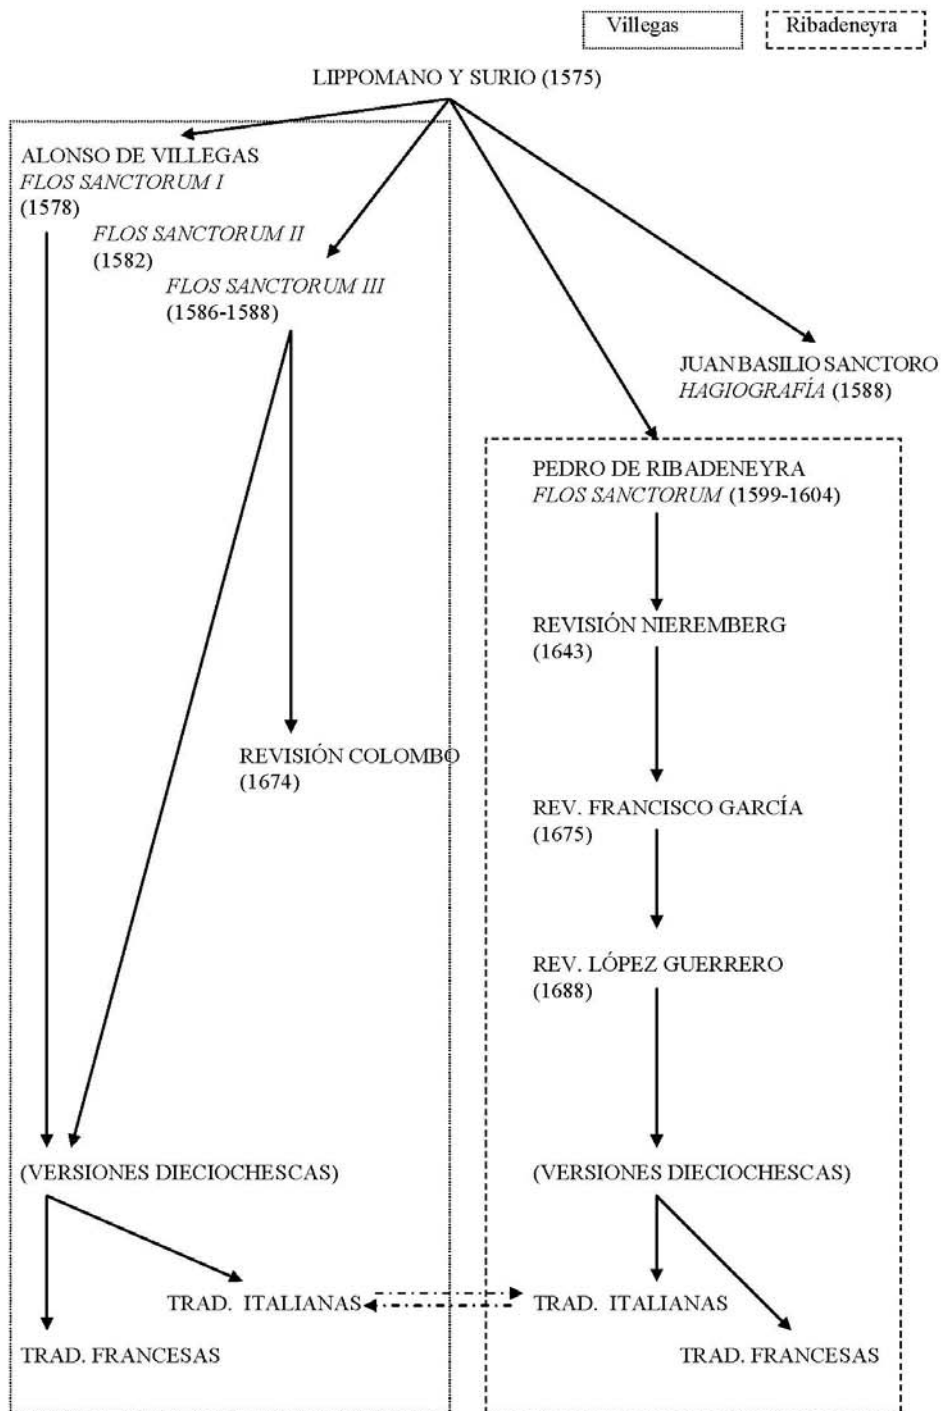 Villegas
Ribadeneyra
LIPPOMANO Y SURIO (1575)
ALONSO DE VILLEGAS
FLOS SANCTORUM I
(1578)
FLOS SANCTORUM II
(1582)
FLOS SANCTORUM III
(1586-1588)
JUAN BASILIO SANCTORO
HAGIOGRAFÍA (1588)
PEDRO DE RIBADENEYRA
FLOS SANCTORUM (1599-1604)
REVISIÓN NIEREMBERG
(1643)
REVISIÓN COLOMBO
(1674)
REV. FRANCISCO GARCÍA
(1675)
REV. LÓPEZ GUERRERO
(1688)
(VERSIONES DIECIOCHESCAS)
(VERSIONES DIECIOCHESCAS)
TRAD. ITALIANAS
TRAD. ITALIANAS
TRAD. FRANCESAS
TRAD. FRANCESAS